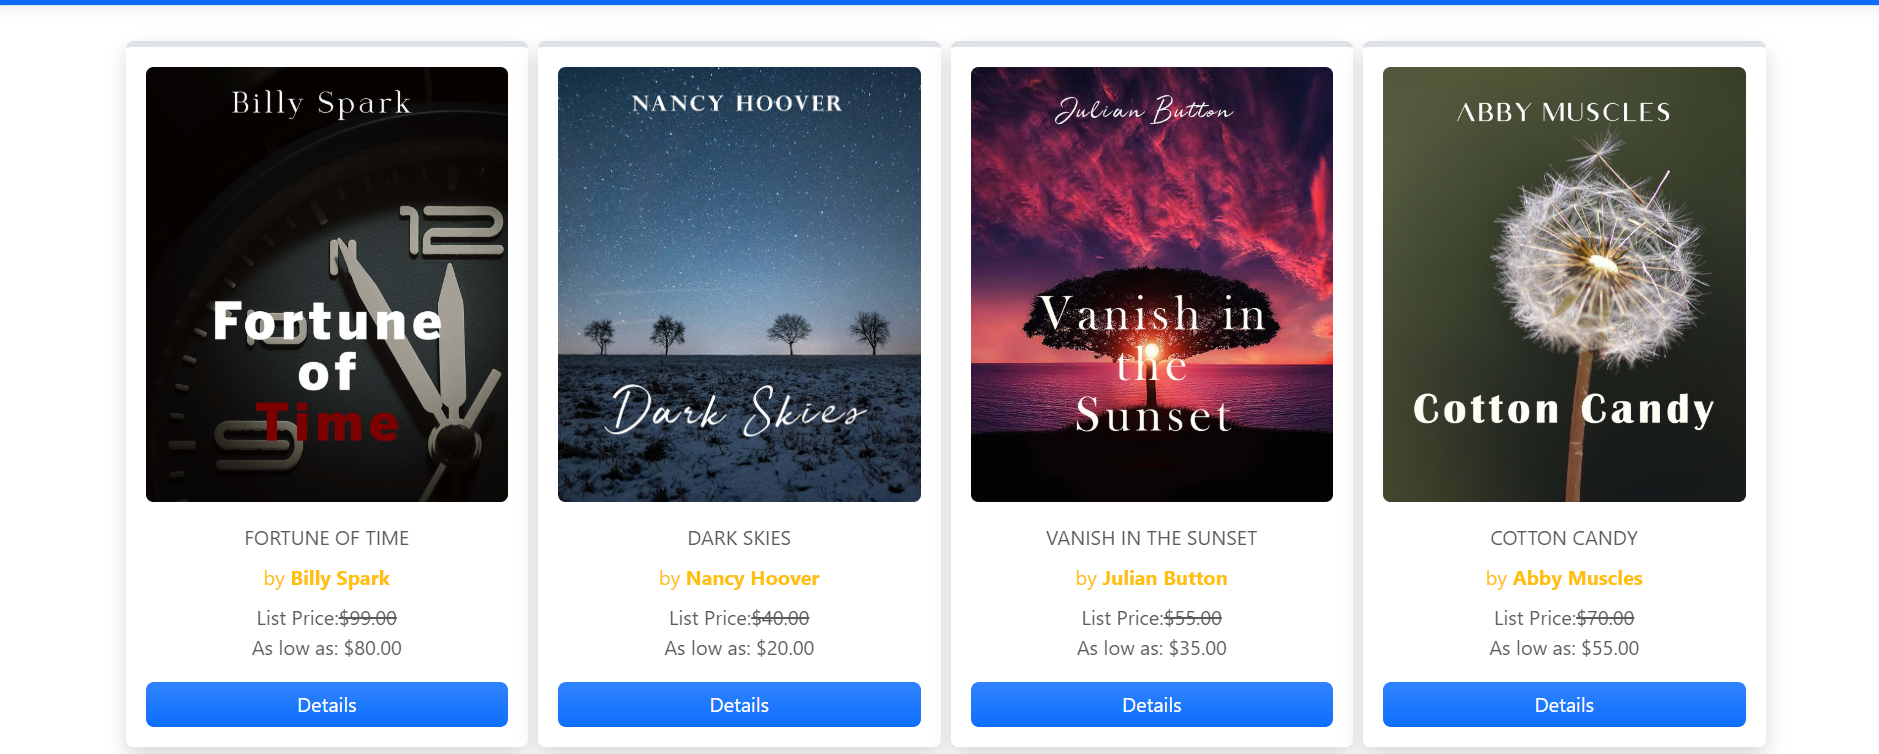 Billy Spark
12
Fortune
of
Time
FORTUNE OF TIME
by Billy Spark
List Price:$99.00
As low as: $80.00
Details
NANCY HOOVER
Dark Skies
DARK SKIES
by Nancy Hoover
List Price:$40.00
As low as: $20.00
Details
Julian Button
Vanish in
the
Sunset
VANISH IN THE SUNSET
by Julian Button
List Price:$55.00
As low as: $35.00
Details
ABBY MUSCLES
Cotton Candy
COTTON CANDY
by Abby Muscles
List Price:$70.00
As low as: $55.00
Details